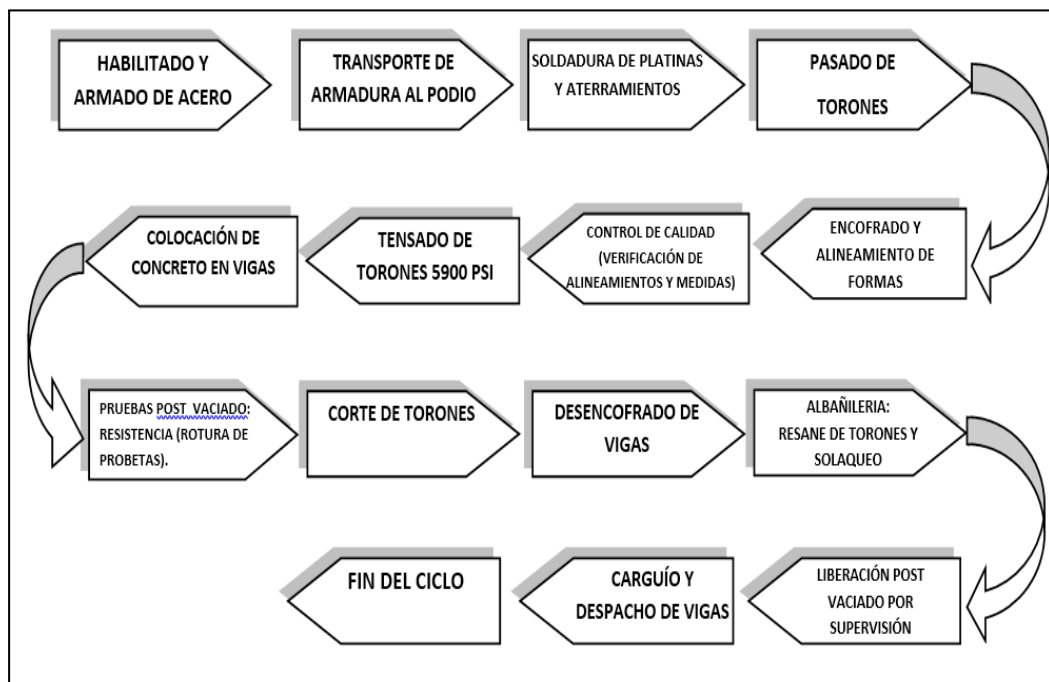 HABILITADO Y
ARMADO DE ACERO
TRANSPORTE DE
ARMADURA AL PODIO
SOLDADURA DE PLATINAS
Y ATERRAMIENTOS
PASADO DE
TORONES
ENCOFRADO Y
ALINEAMIENTO DE
FORMAS
CONTROL DE CALIDAD
(VERIFICACIÓN DE
ALINEAMIENTOS Y MEDIDAS)
TENSADO DE
TORONES 5900 PSI
COLOCACIÓN DE
CONCRETO EN VIGAS
PRUEBAS POST VACIADO:
RESISTENCIA (ROTURA DE
PROBETAS).
CORTE DE TORONES
DESENCOFRADO DE
VIGAS
ALBAÑILERIA:
RESANE DE TORONES Y
SOLAQUEO
LIBERACIÓN POST
VACIADO POR
SUPERVISIÓN
CARGUÍO Y
DESPACHO DE VIGAS
FIN DEL CICLO